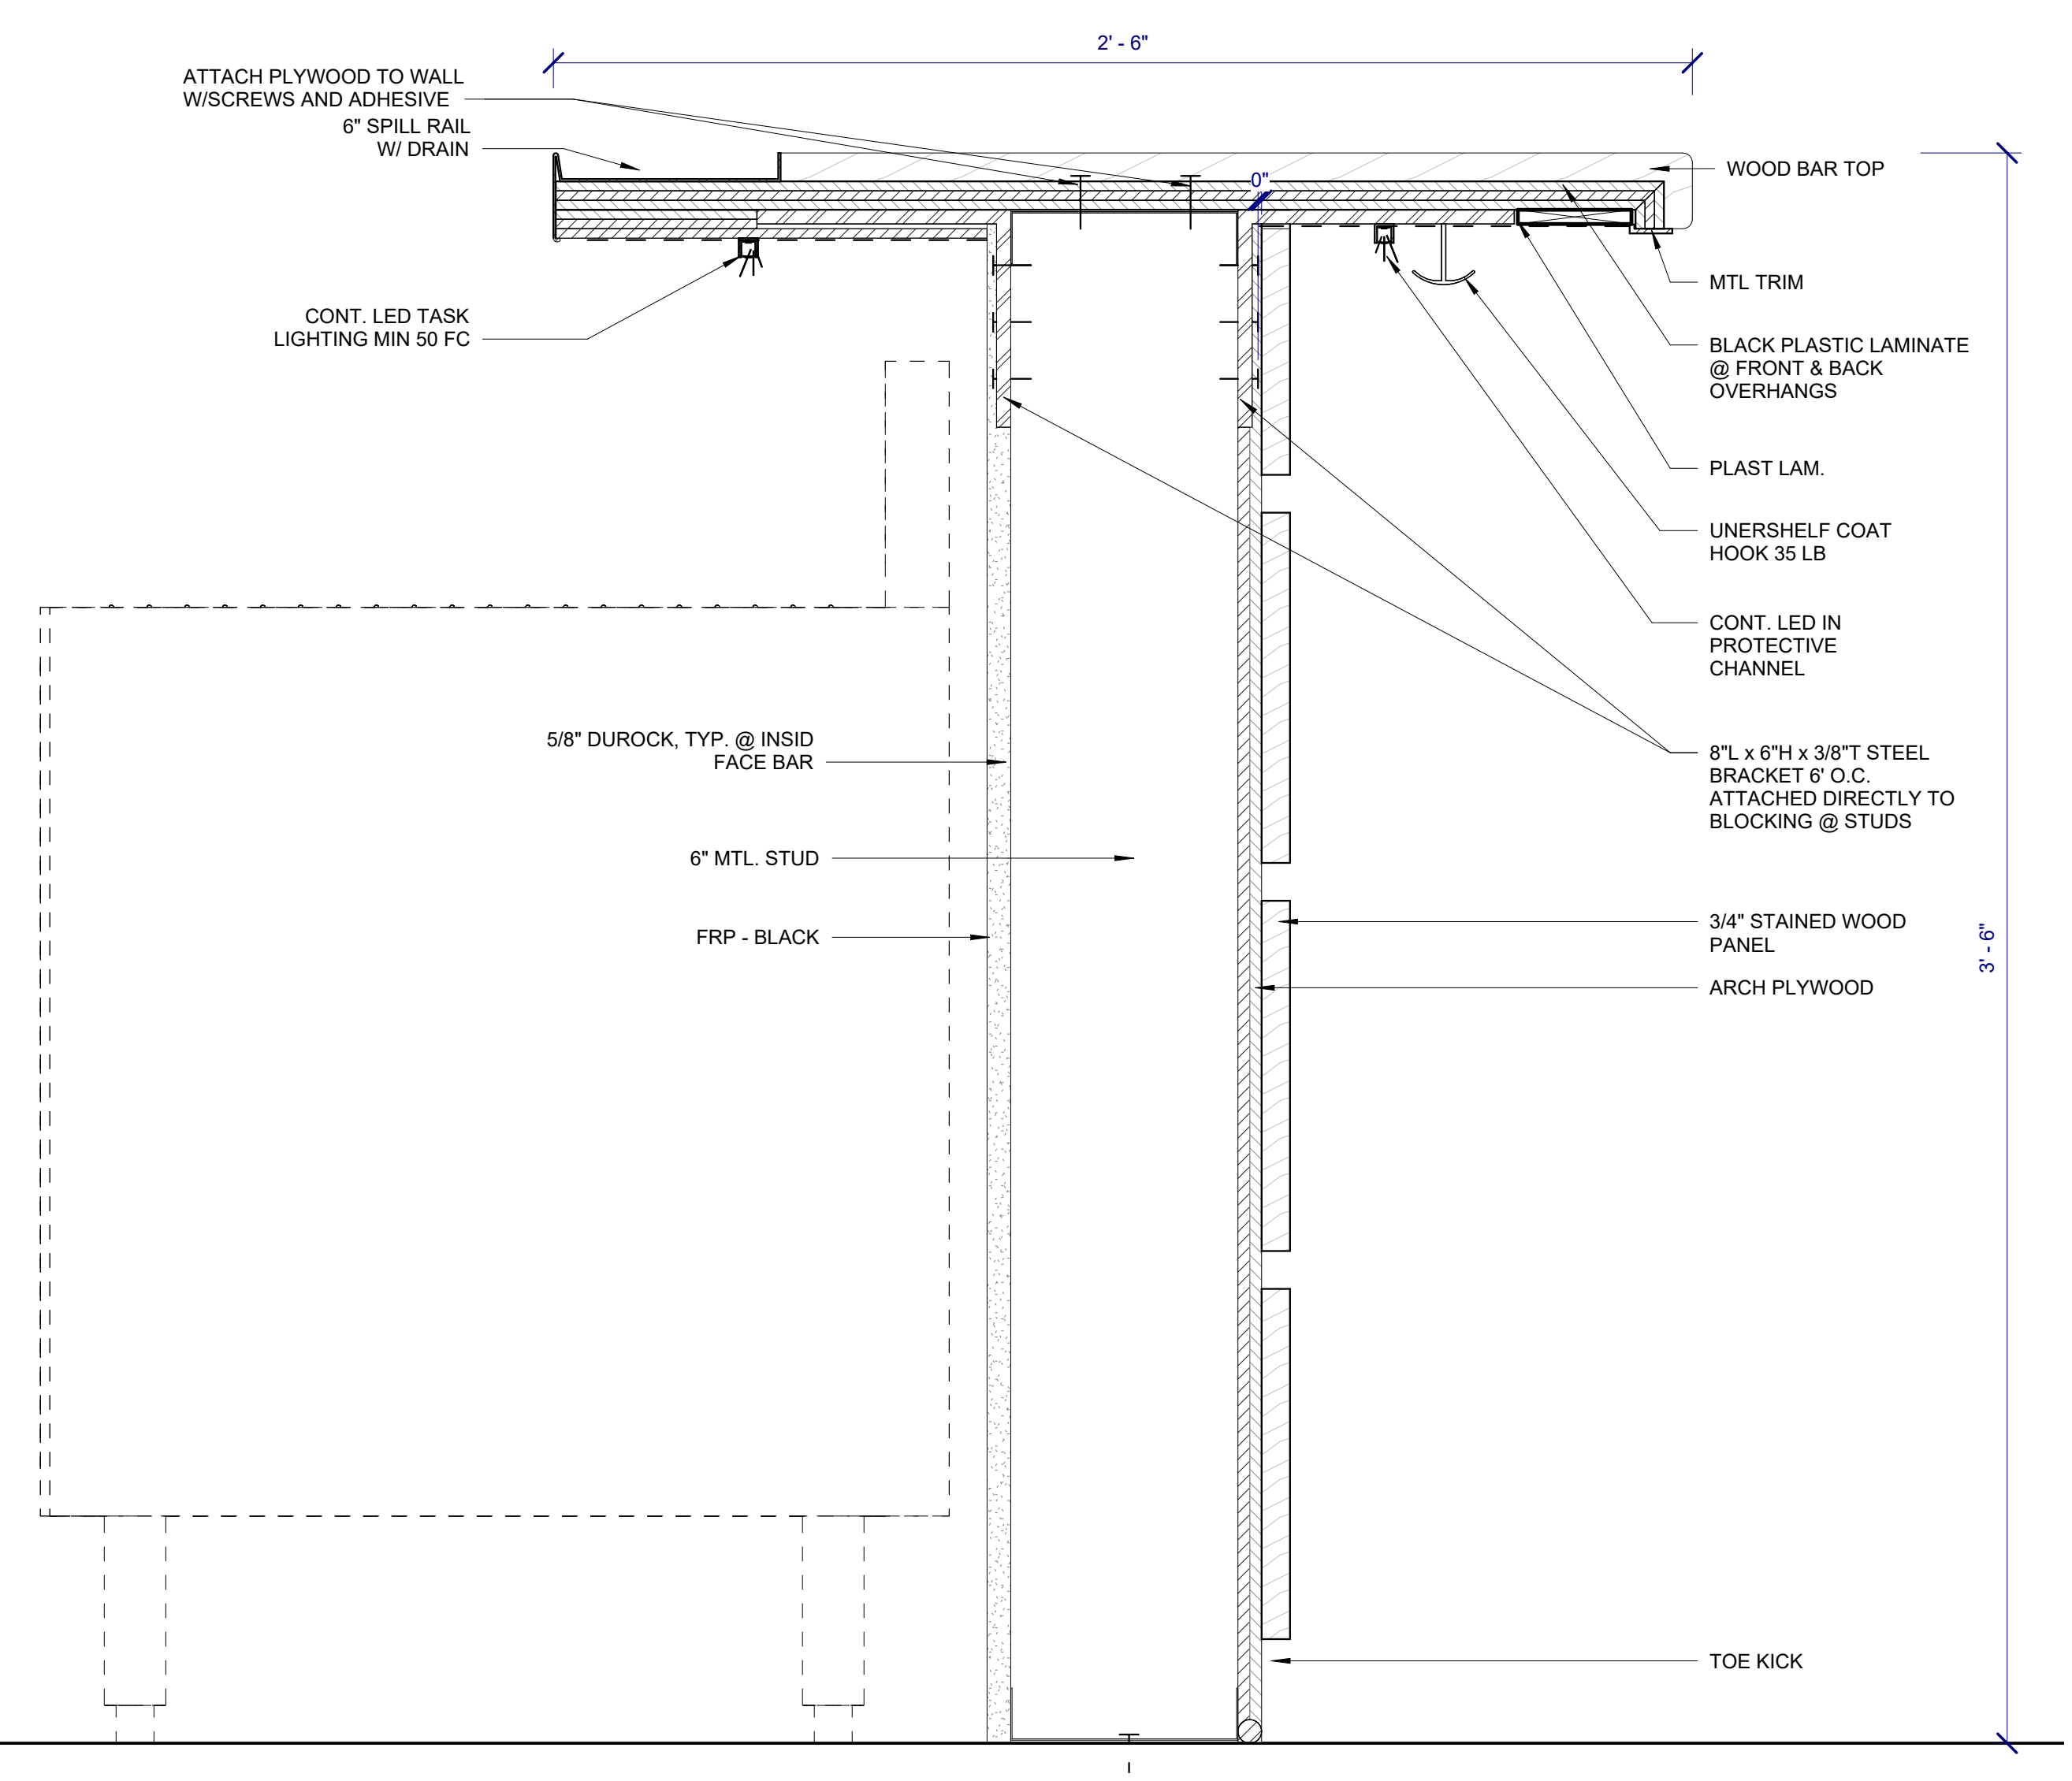 2' - 6"
ATTACH PLYWOOD TO WALL
W/SCREWS AND ADHESIVE
6" SPILL RAIL
W/ DRAIN
0"
WOOD BAR TOP
MTL TRIM
CONT. LED TASK
LIGHTING MIN 50 FC
BLACK PLASTIC LAMINATE
@ FRONT & BACK
OVERHANGS
PLAST LAM.
UNERSHELF COAT
HOOK 35 LB
CONT. LED IN
PROTECTIVE
CHANNEL
5/8" DUROCK, TYP. @ INSID
FACE BAR
8"L x 6"H x 3/8"T STEEL
BRACKET 6' O.C.
ATTACHED DIRECTLY TO
BLOCKING @ STUDS
6" MTL. STUD
FRP - BLACK
3/4" STAINED WOOD
PANEL
3' - 6"
ARCH PLYWOOD
TOE KICK